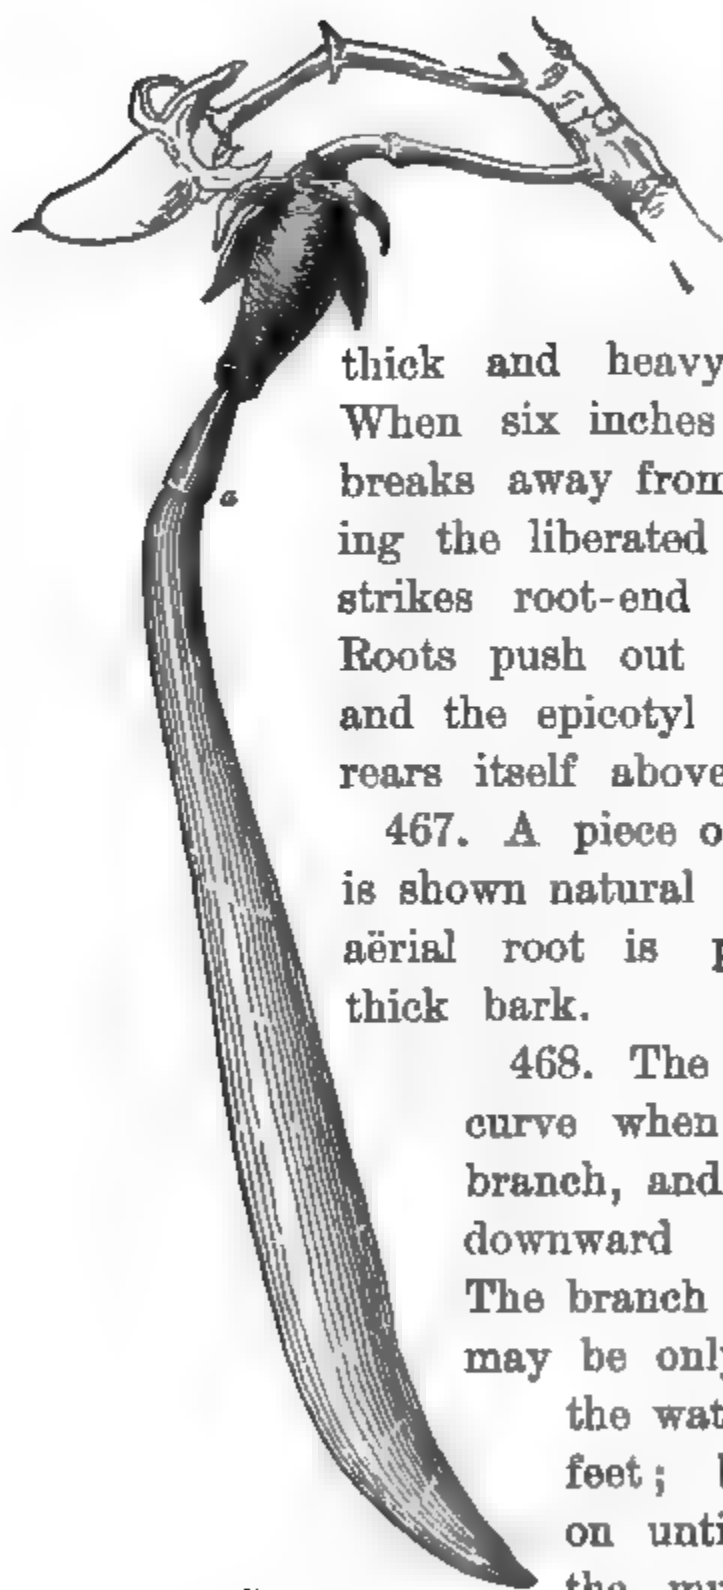 a
thick and heavy
When six inches
breaks away from
ing the liberated
strikes root-end
Roots push out
and the epicotyl
rears itself above
467. A piece o
is shown natural
aërial root is p
thick bark.
468. The
curve when
branch, and
downward
The branch
may be only
the wat
feet; b
on unti